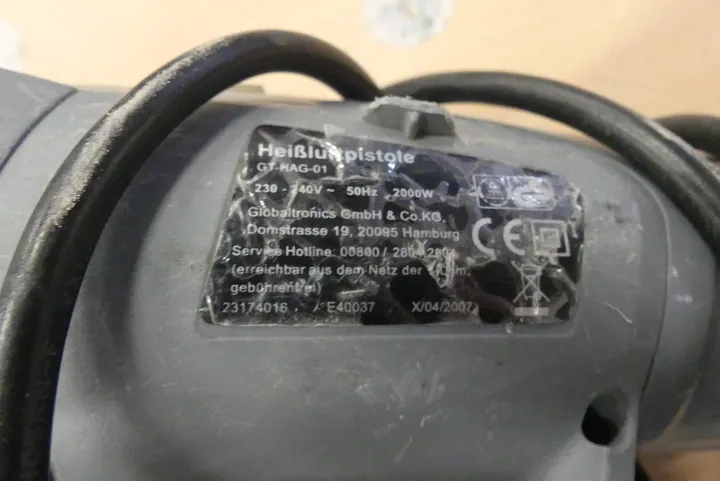 Heißluftpistole
GT-HAG-01
230 - 240V ~ 50Hz 2000W
Globaltronics GmbH & Co.KG,
Domstrasse 19, 20095 Hamburg
Service Hotline: 00800 /
(erreichbar aus dem Netz der
gebührenfrei)
23174016 E40037 X/04/2007
CE